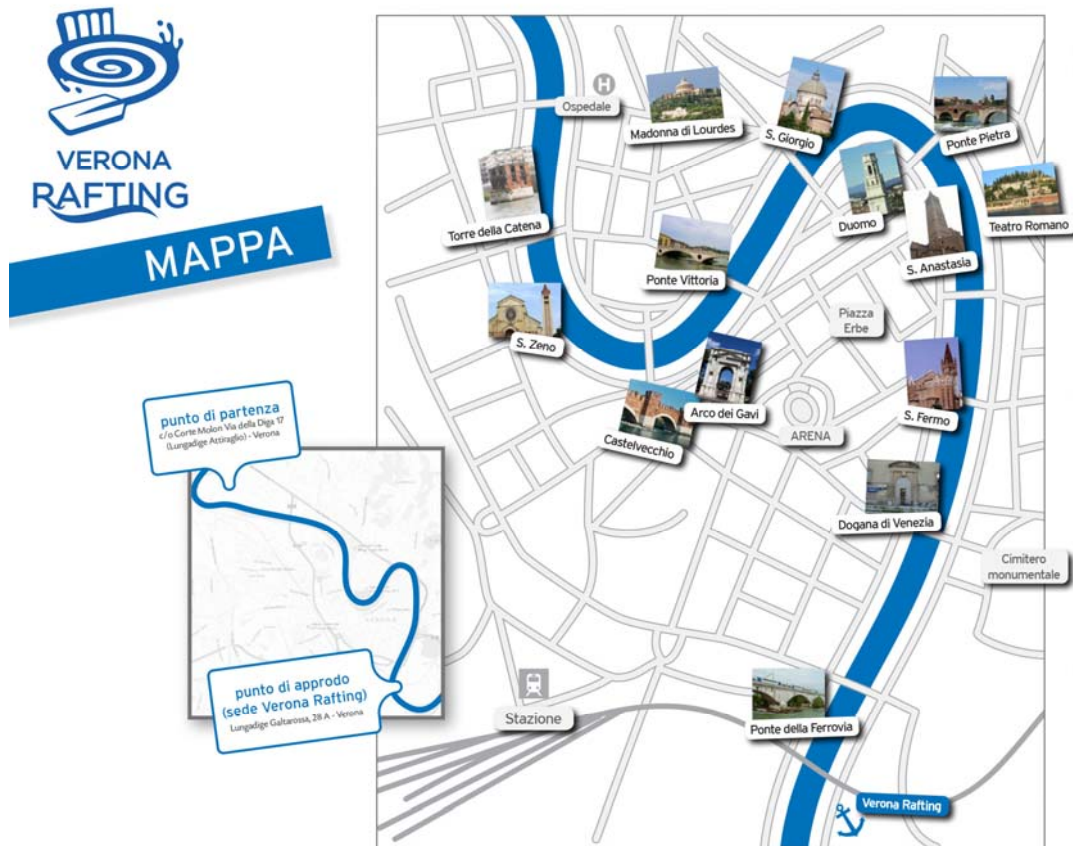 VERONA
RAFTING
MAPPA
H
Ospedale
Madonna di Lourdes
S. Giorgio
Ponte Pietra
Torre della Catena
Ponte Vittoria
Duomo
S. Anastasia
Teatro Romano
S. Zeno
Piazza
Erbe
Arco dei Gavi
Castelvecchio
ARENA
S. Fermo
Dogana di Venezia
Cimitero
monumentale
punto di partenza
c/o Corte Molon Via della Diga 17
(Lungadige Attiraglio) - Verona
punto di approdo
(sede Verona Rafting)
Lungadige Galtarossa, 28 A - Verona
Stazione
Ponte della Ferrovia
Verona Rafting